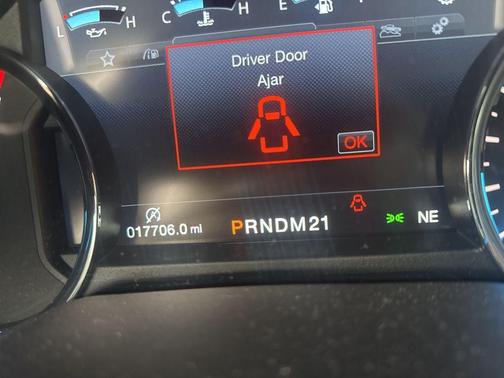 L H C H E F
Driver Door
Ajar
OK
017706.0 mi PRNDM21 NE